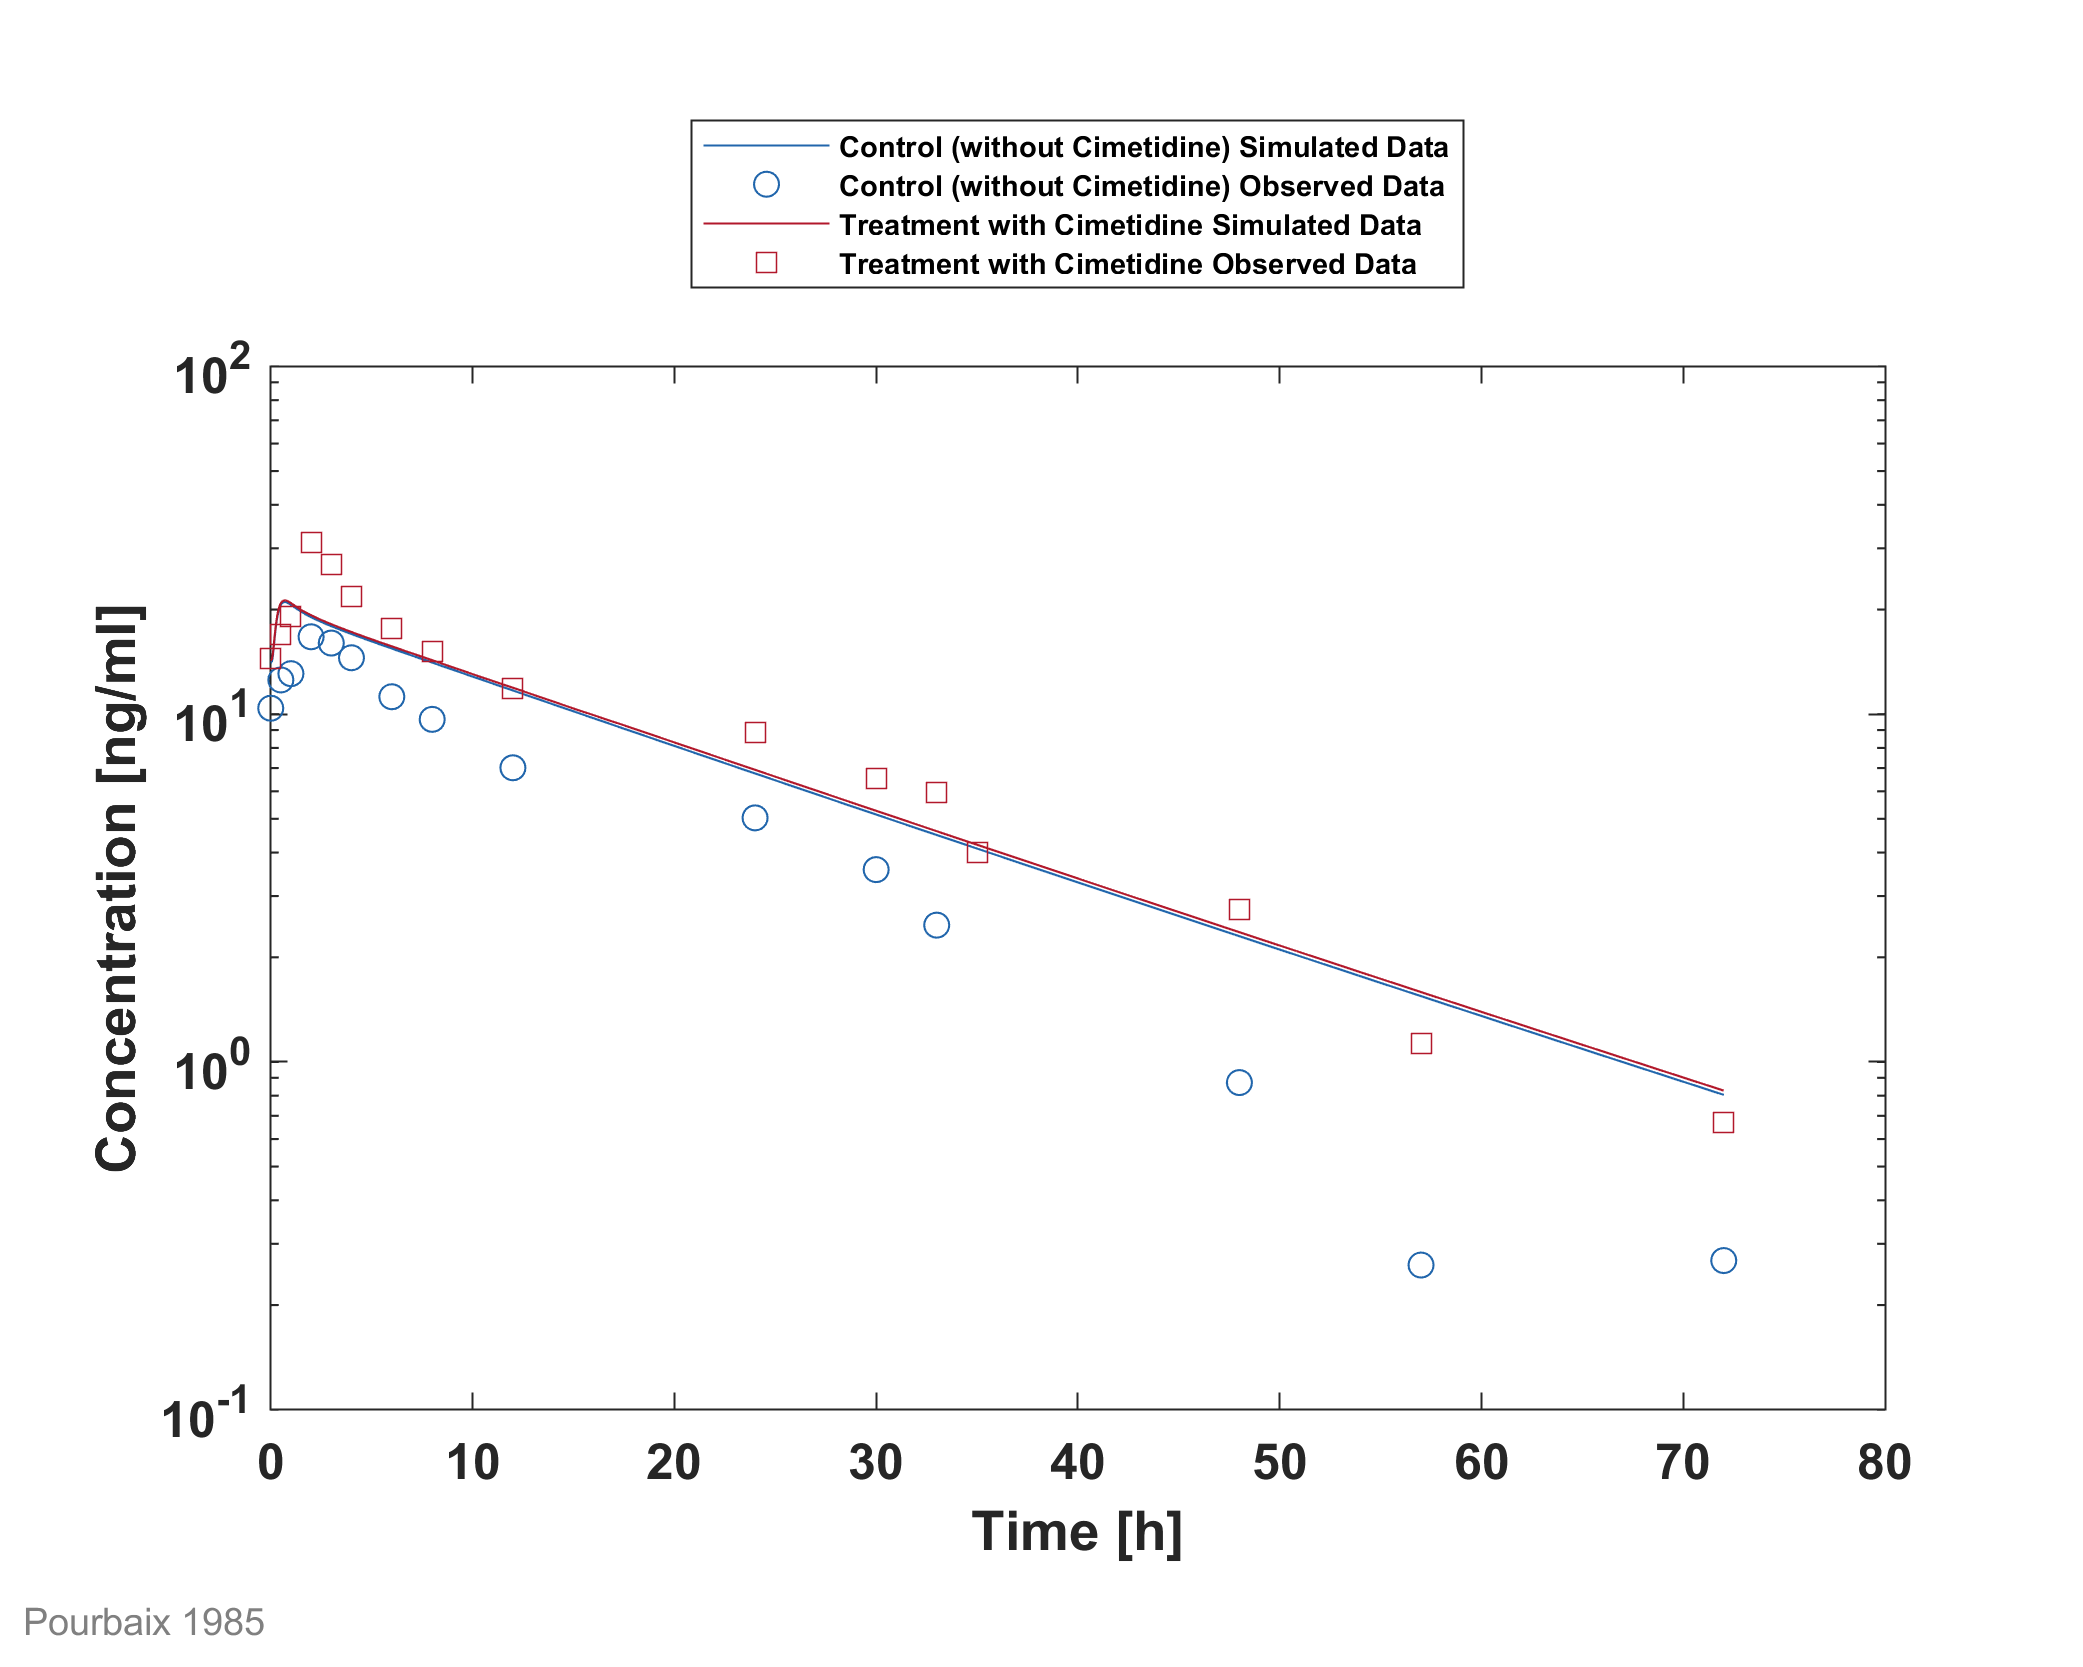 Control (without Cimetidine) Simulated Data
Control (without Cimetidine) Observed Data
Treatment with Cimetidine Simulated Data
Treatment with Cimetidine Observed Data
10^2
10^1
10^0
10^-1
Concentration [ng/ml]
0 10 20 30 40 50 60 70 80
Time [h]
Pourbaix 1985